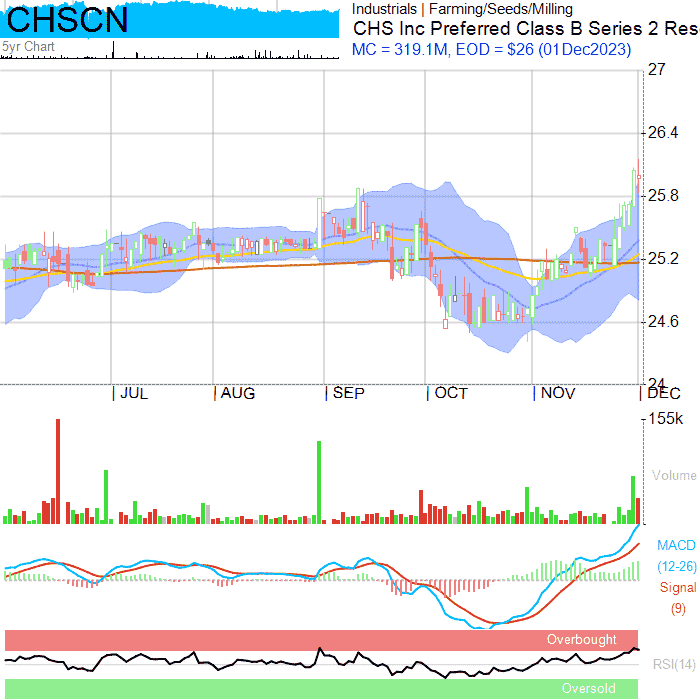 CHSCN
5yr Chart
Industrials | Farming/Seeds/Milling
CHS Inc Preferred Class B Series 2 Res
MC = 319.1M, EOD = $26 (01Dec2023)
27
26.4
25.8
25.2
24.6
24
JUL AUG SEP OCT NOV DEC
155k
Volume
MACD
(12-26)
Signal
(9)
Overbought
RSI(14)
Oversold